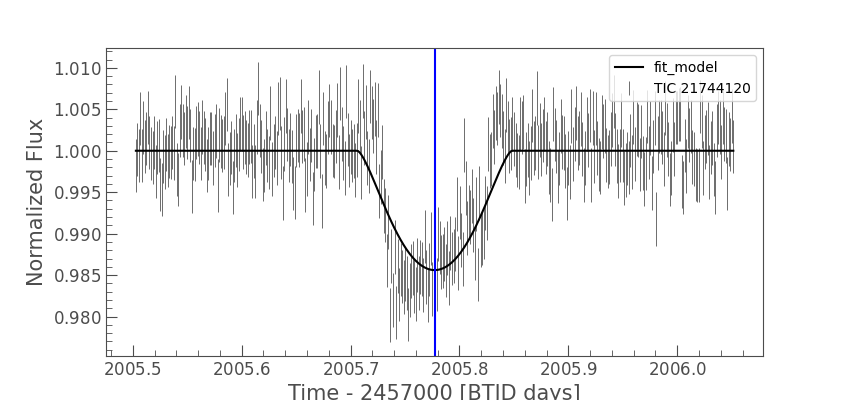 fit_model
TIC 21744120
1.010
1.005
1.000
0.995
0.990
0.985
0.980
Normalized Flux
2005.5 2005.6 2005.7 2005.8 2005.9 2006.0
Time - 2457000 [BTJD days]